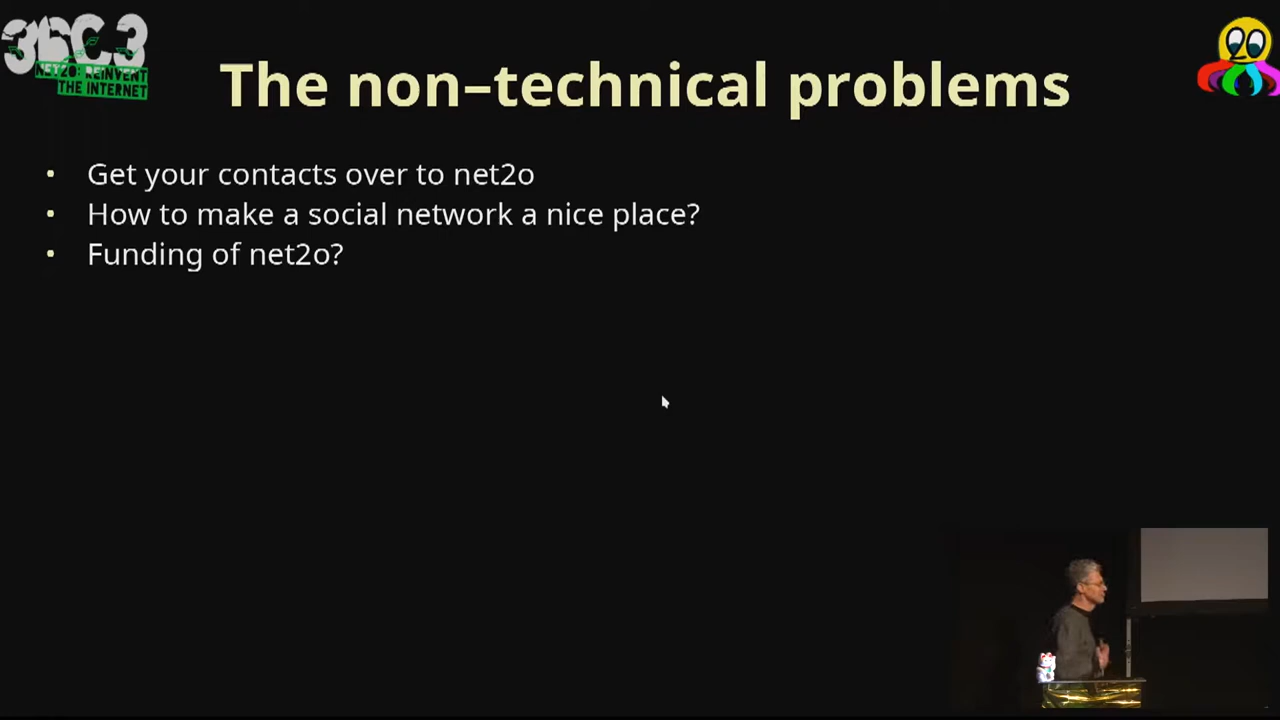 36C3
NET2O: REINVENT
THE INTERNET
The non–technical problems
• Get your contacts over to net2o
• How to make a social network a nice place?
• Funding of net2o?